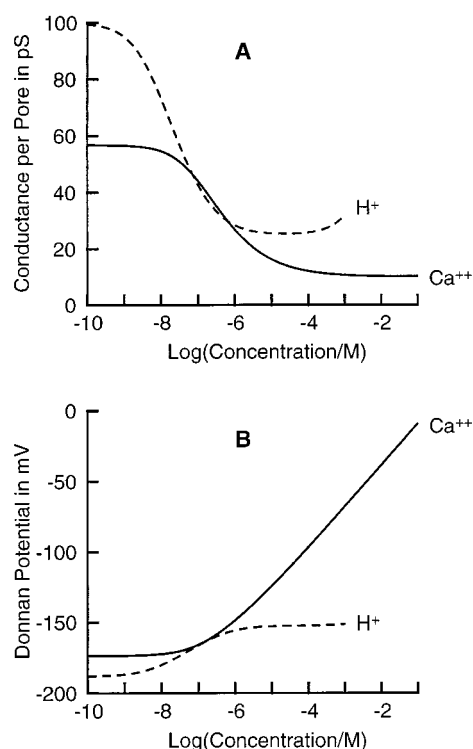 A
Conductance per Pore in pS
100
80
60
40
20
0
H⁺
Ca⁺⁺
-10
-8
-6
-4
-2
Log(Concentration/M)
B
Donnan Potential in mV
0
-50
-100
-150
-200
Ca⁺⁺
H⁺
-10
-8
-6
-4
-2
Log(Concentration/M)